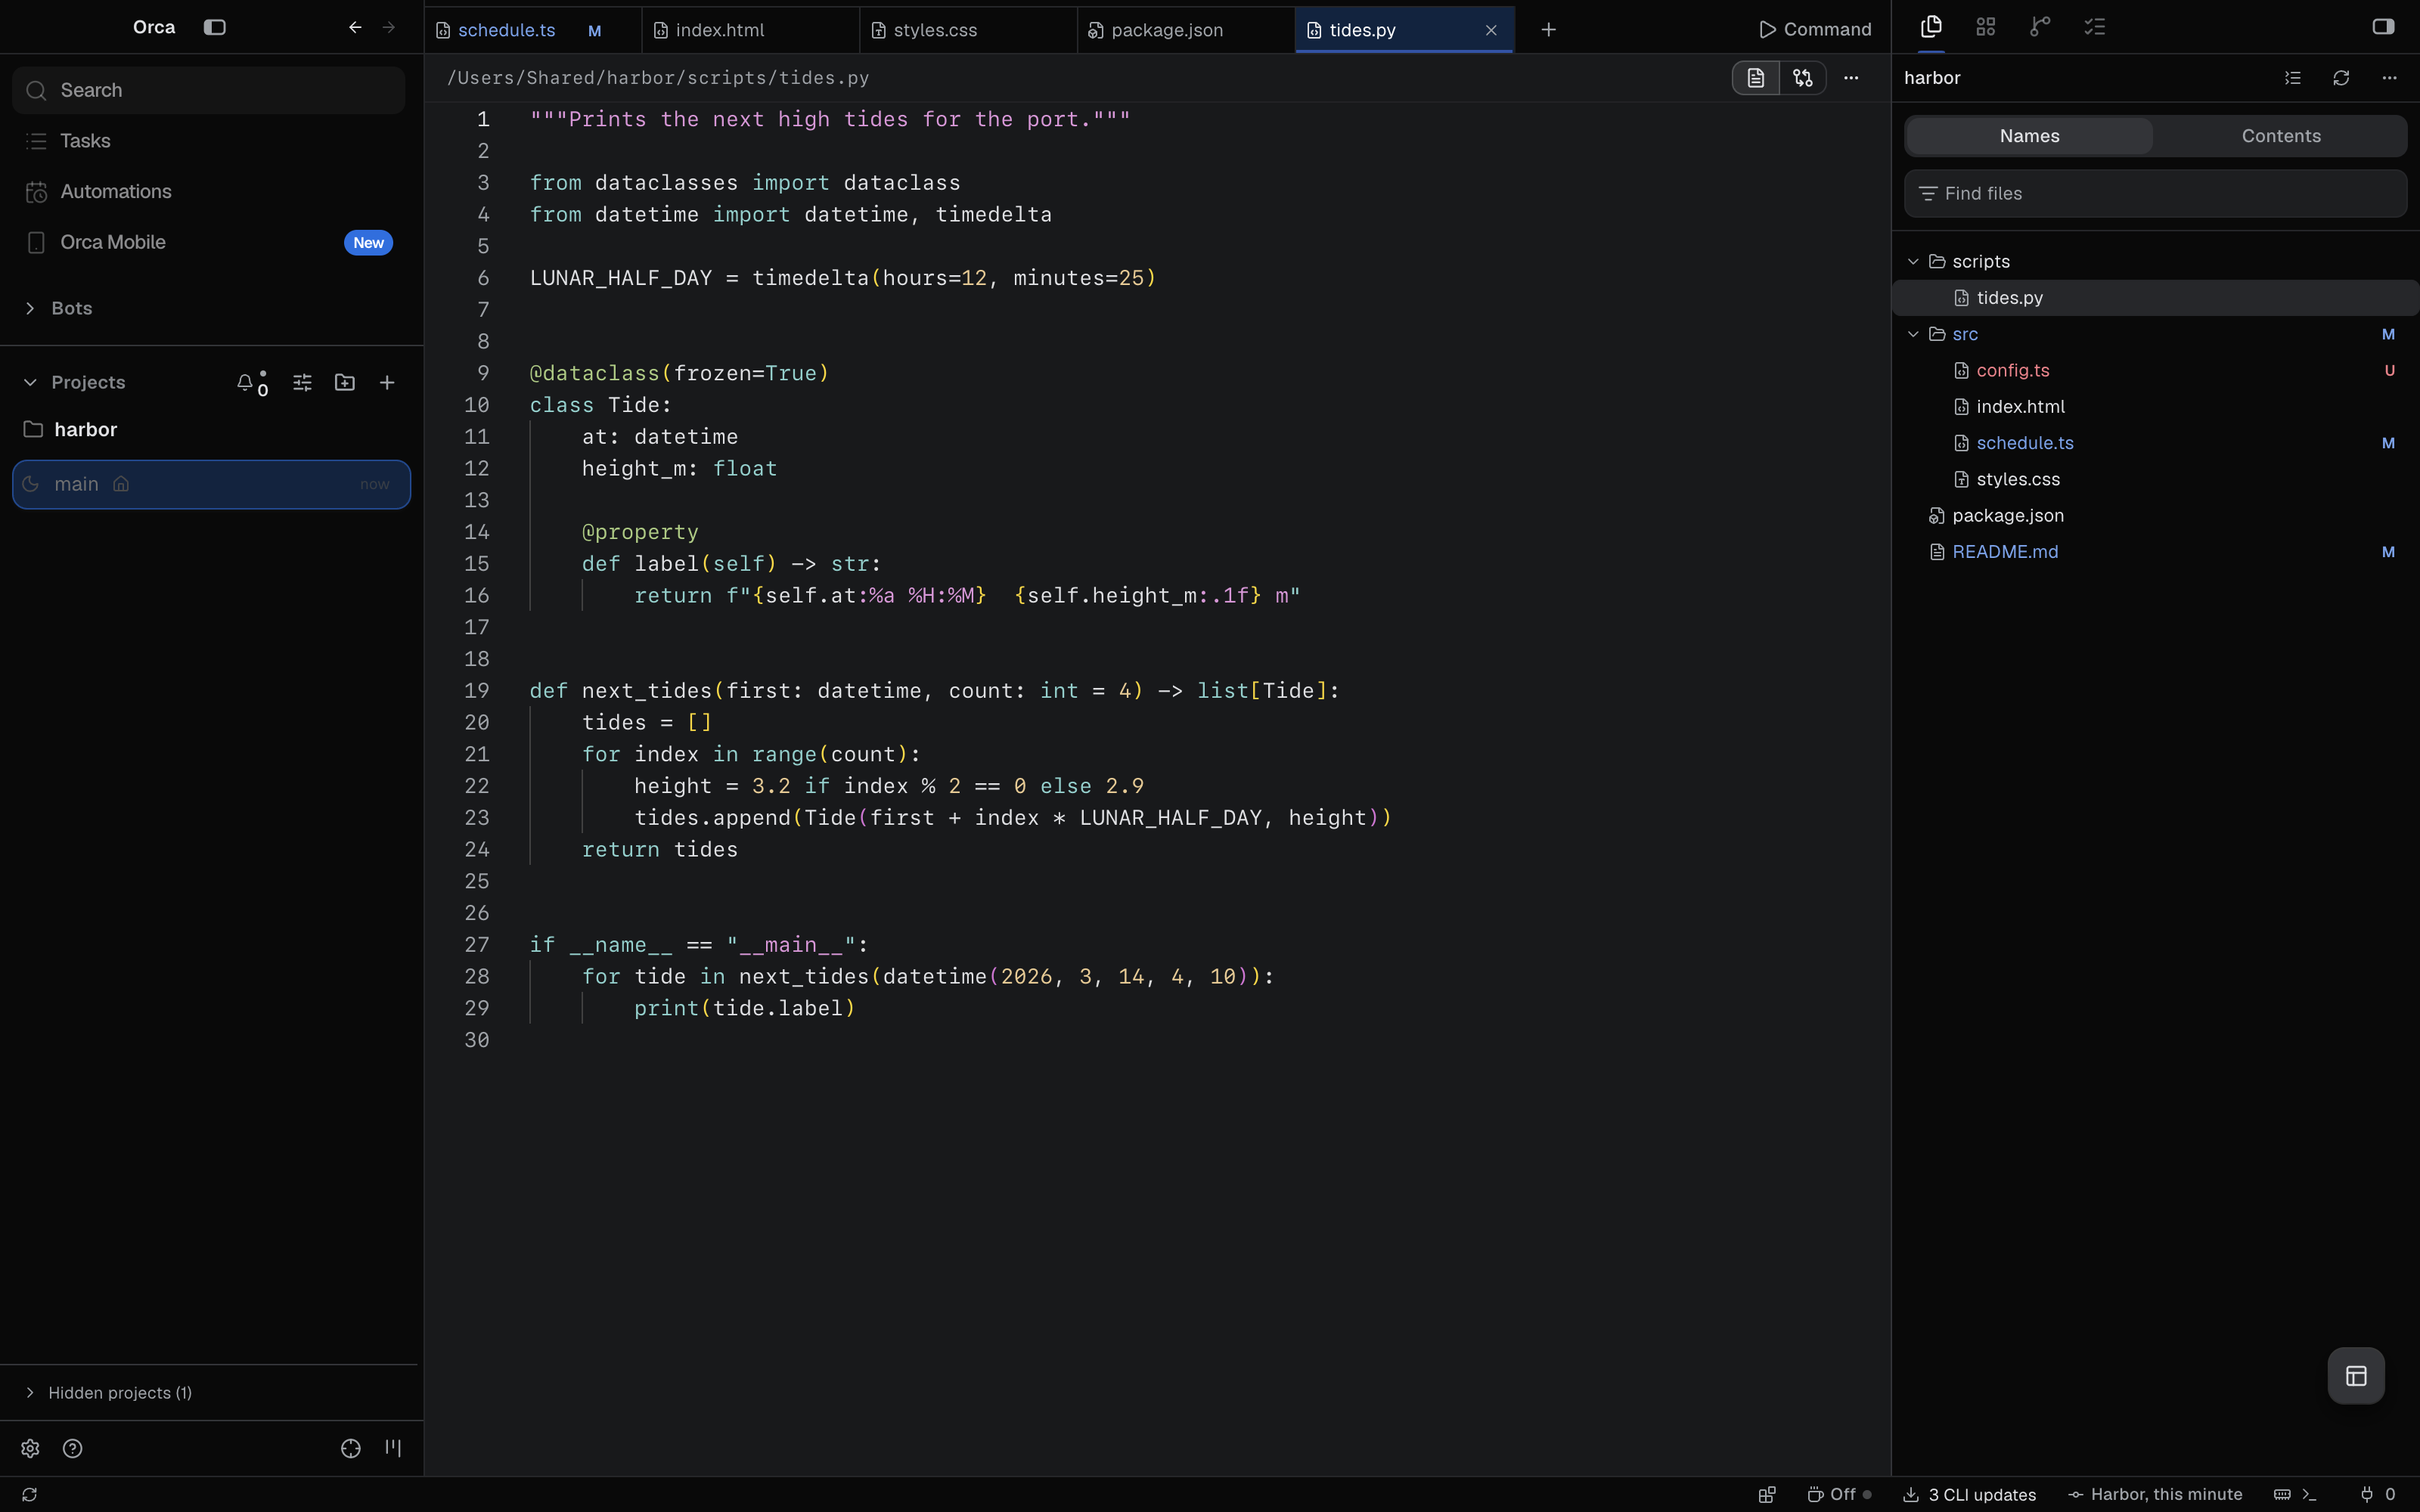 Orca
Search
Tasks
Automations
Orca Mobile
New
Bots
Projects
0
harbor
main
now
Hidden projects (1)
schedule.ts M
index.html
styles.css
package.json
tides.py
Command
/Users/Shared/harbor/scripts/tides.py
1 """Prints the next high tides for the port."""
2
3 from dataclasses import dataclass
4 from datetime import datetime, timedelta
5
6 LUNAR_HALF_DAY = timedelta(hours=12, minutes=25)
7
8
9 @dataclass(frozen=True)
10 class Tide:
11     at: datetime
12     height_m: float
13
14     @property
15     def label(self) -> str:
16         return f"{self.at:%a %H:%M}  {self.height_m:.1f} m"
17
18
19 def next_tides(first: datetime, count: int = 4) -> list[Tide]:
20     tides = []
21     for index in range(count):
22         height = 3.2 if index % 2 == 0 else 2.9
23         tides.append(Tide(first + index * LUNAR_HALF_DAY, height))
24     return tides
25
26
27 if __name__ == "__main__":
28     for tide in next_tides(datetime(2026, 3, 14, 4, 10)):
29         print(tide.label)
30
harbor
Names
Contents
Find files
scripts
tides.py
src M
config.ts U
index.html
schedule.ts M
styles.css
package.json
README.md M
Off
3 CLI updates
Harbor, this minute
0